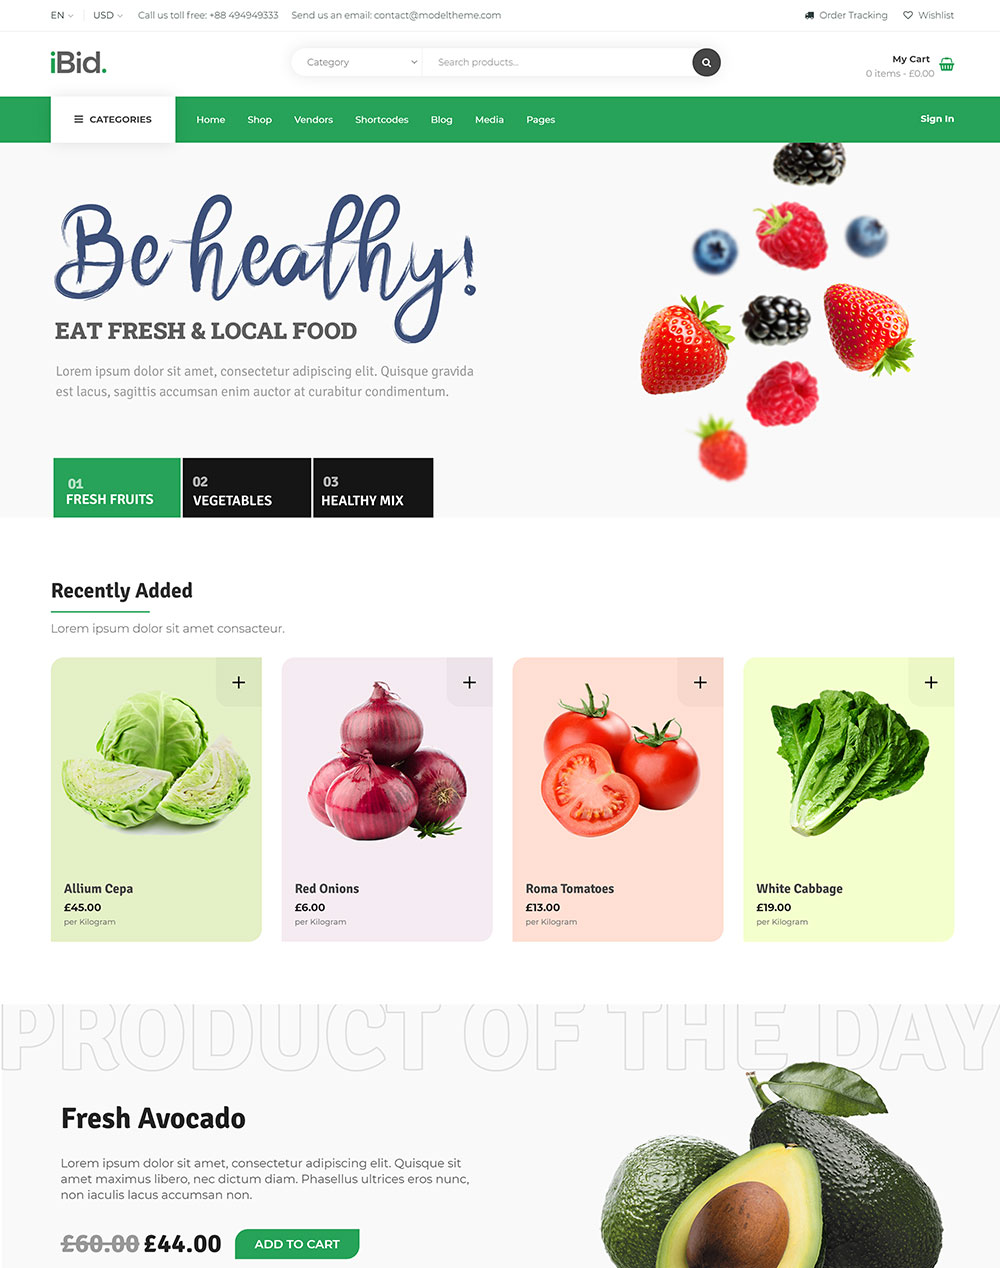 EN USD Call us toll free: +88 494949333 Send us an email: contact@modeltheme.com Order Tracking Wishlist
iBid. Category Search products... My Cart
0 items - £0.00
CATEGORIES Home Shop Vendors Shortcodes Blog Media Pages Sign In
Be healthy!
EAT FRESH & LOCAL FOOD
Lorem ipsum dolor sit amet, consectetur adipiscing elit. Quisque gravida
est lacus, sagittis accumsan enim auctor at curabitur condimentum.
01 02 03
FRESH FRUITS VEGETABLES HEALTHY MIX
Recently Added
Lorem ipsum dolor sit amet consacteur.
Allium Cepa
£45.00
per Kilogram
Red Onions
£6.00
per Kilogram
Roma Tomatoes
£13.00
per Kilogram
White Cabbage
£19.00
per Kilogram
PRODUCT OF THE DAY
Fresh Avocado
Lorem ipsum dolor sit amet, consectetur adipiscing elit. Quisque sit
amet maximus libero, nec dictum diam. Phasellus ultrices eros nunc,
non iaculis lacus accumsan non.
£60.00 £44.00 ADD TO CART